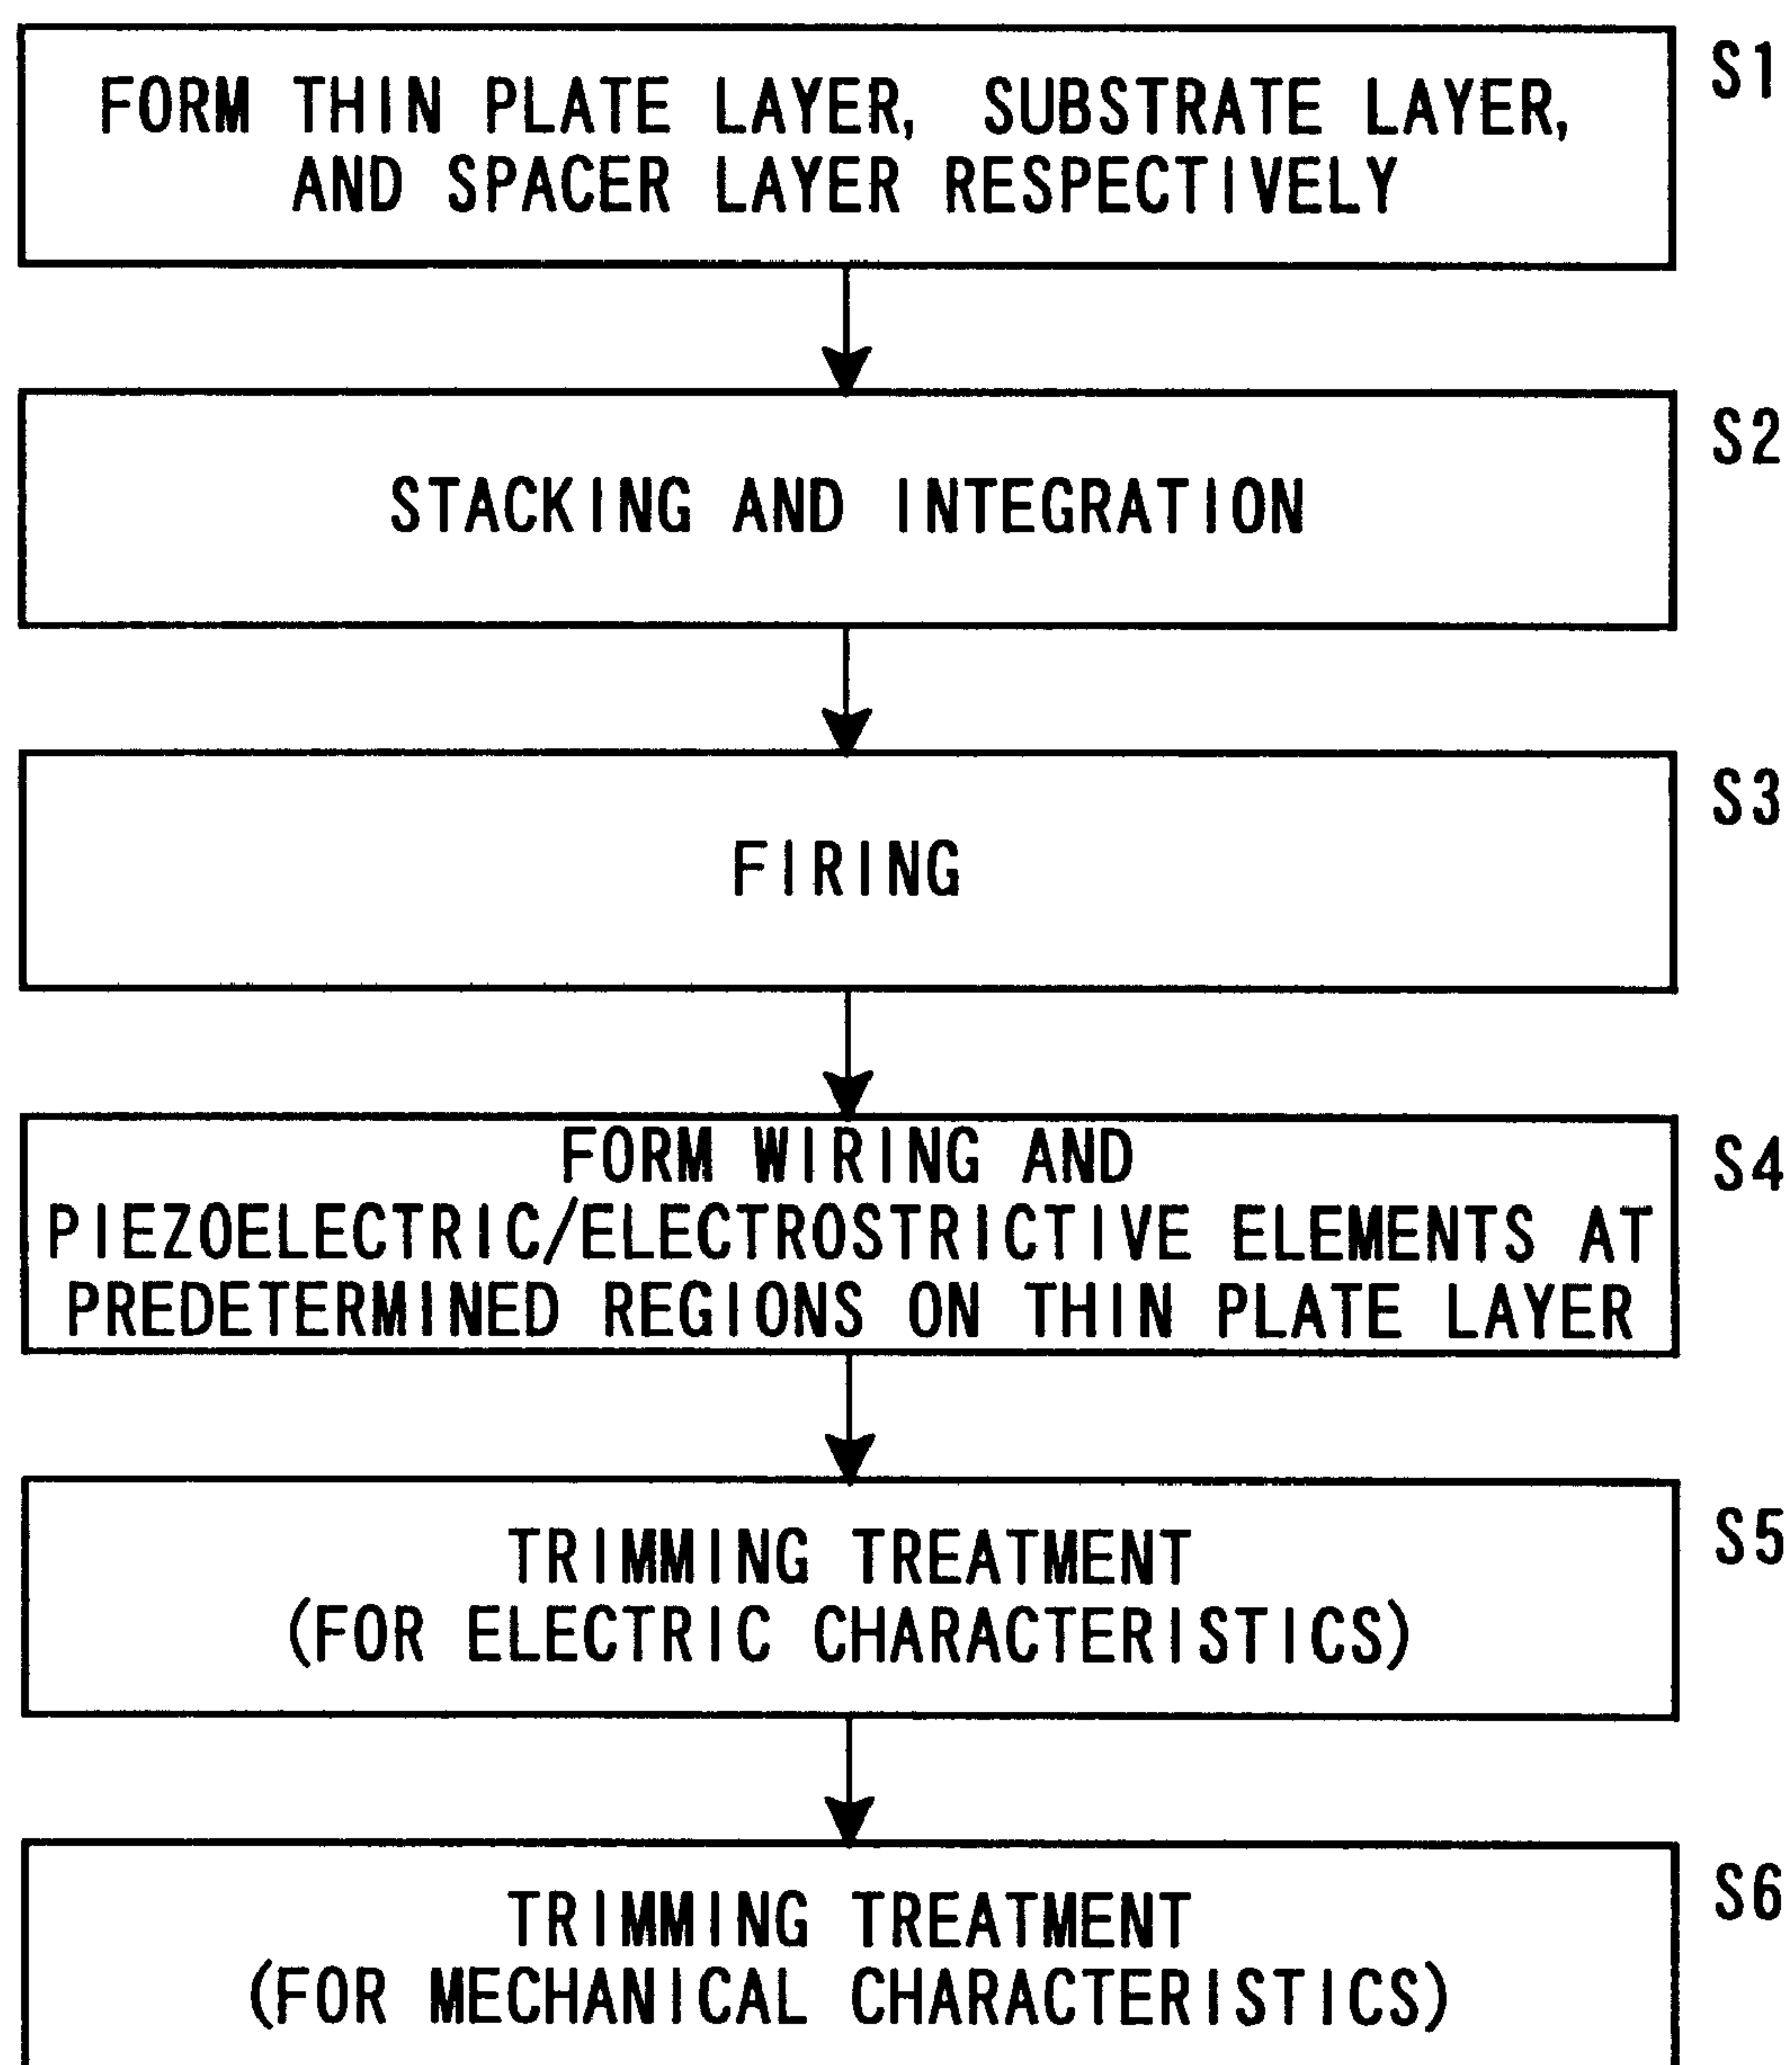 S1
FORM THIN PLATE LAYER, SUBSTRATE LAYER,
AND SPACER LAYER RESPECTIVELY
S2
STACKING AND INTEGRATION
S3
FIRING
S4
FORM WIRING AND
PIEZOELECTRIC/ELECTROSTRICTIVE ELEMENTS AT
PREDETERMINED REGIONS ON THIN PLATE LAYER
S5
TRIMMING TREATMENT
(FOR ELECTRIC CHARACTERISTICS)
S6
TRIMMING TREATMENT
(FOR MECHANICAL CHARACTERISTICS)